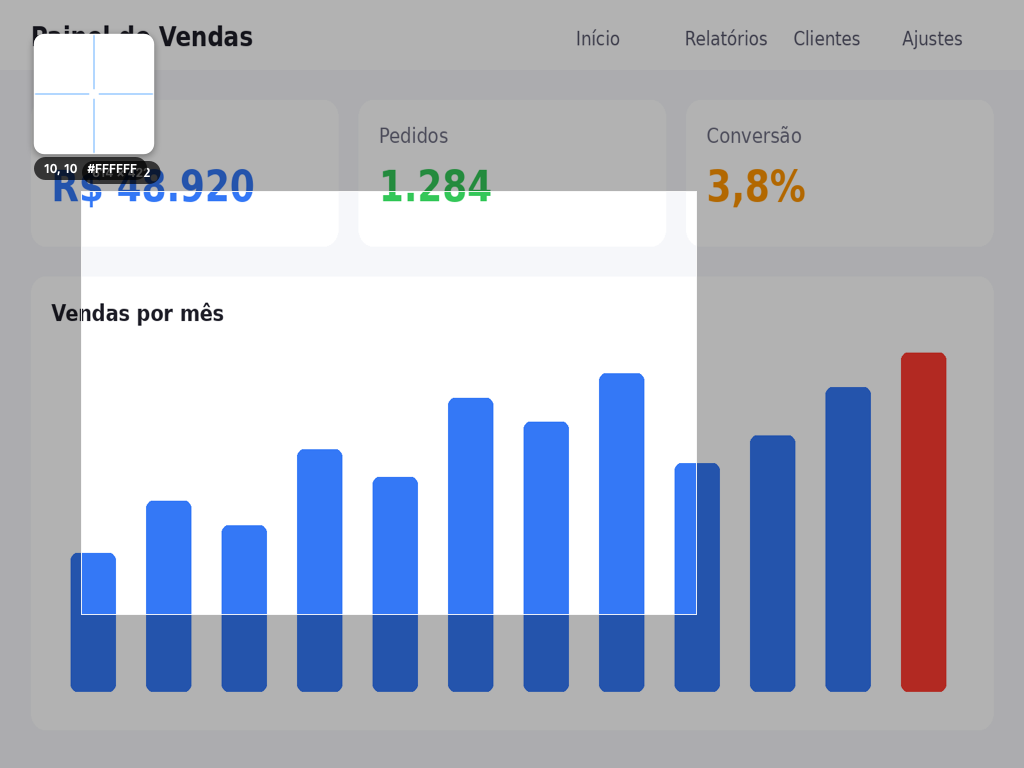 Painel de Vendas
Início Relatórios Clientes Ajustes
Pedidos Conversão
10, 10 #FFFFFF
R$ 48.920 1.284 3,8%
Vendas por mês